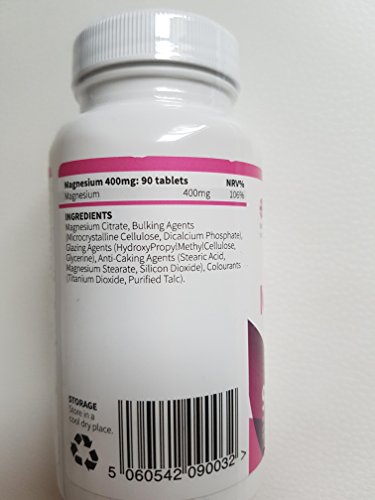 Magnesium 400mg: 90 tablets NRV%
Magnesium 400mg 106%
INGREDIENTS
Magnesium Citrate, Bulking Agents
(Microcrystalline Cellulose, Dicalcium Phosphate),
Glazing Agents (HydroxyPropylMethylCellulose,
Glycerine), Anti-Caking Agents (Stearic Acid,
Magnesium Stearate, Silicon Dioxide), Colourants
(Titanium Dioxide, Purified Talc).
STORAGE
Store in a
cool dry place.
5 060542 090032 >